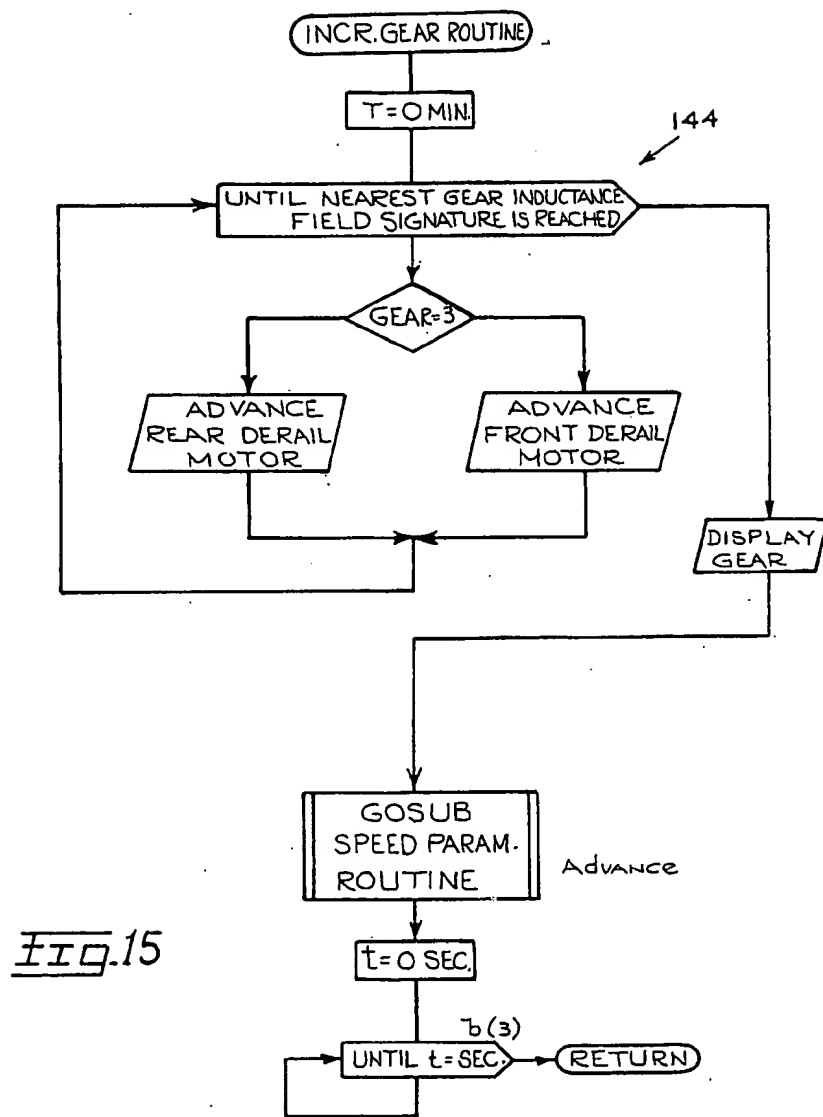 INCR. GEAR ROUTINE
T=0 MIN.
144
UNTIL NEAREST GEAR INDUCTANCE
FIELD SIGNATURE IS REACHED
GEAR=3
ADVANCE
REAR DERAIL
MOTOR
ADVANCE
FRONT DERAIL
MOTOR
DISPLAY
GEAR
GOSUB
SPEED PARAM.
ROUTINE
Advance
t=0 SEC.
b(3)
UNTIL t= SEC.
RETURN
FIG.15